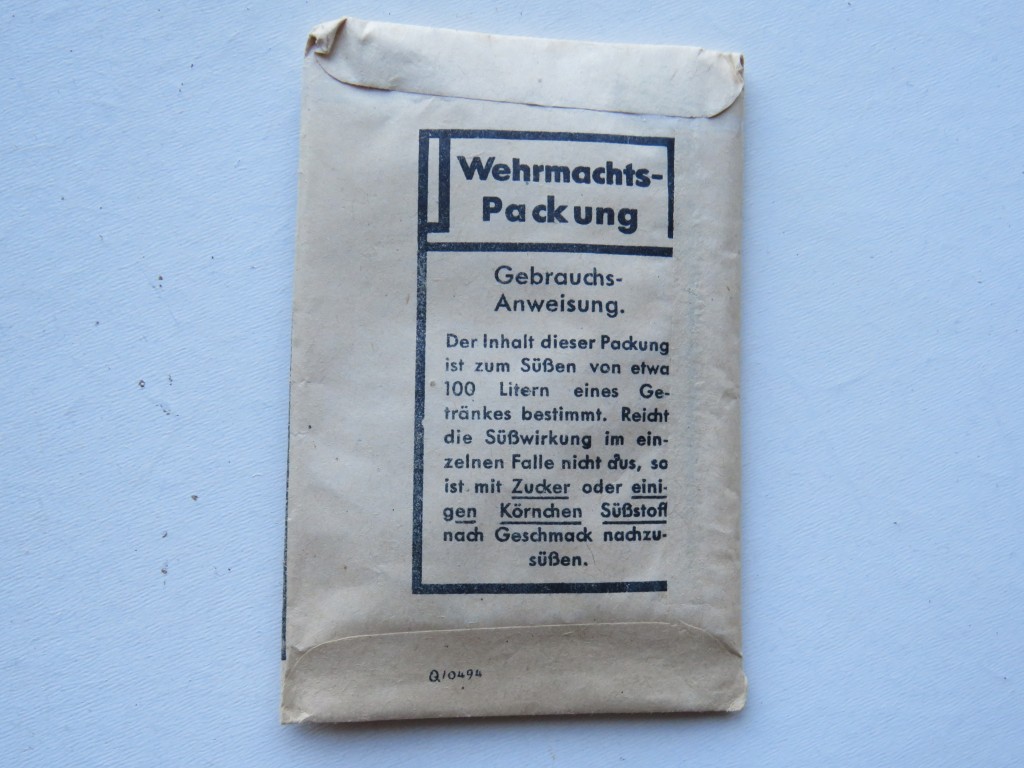 Wehrmachts-
Packung
Gebrauchs-
Anweisung.
Der Inhalt dieser Packung
ist zum Süßen von etwa
100 Litern eines Ge-
tränkes bestimmt. Reicht
die Süßwirkung im ein-
zelnen Falle nicht aus, so
ist mit Zucker oder eini-
gen Körnchen Süßstoff
nach Geschmack nachzu-
süßen.
Q10494